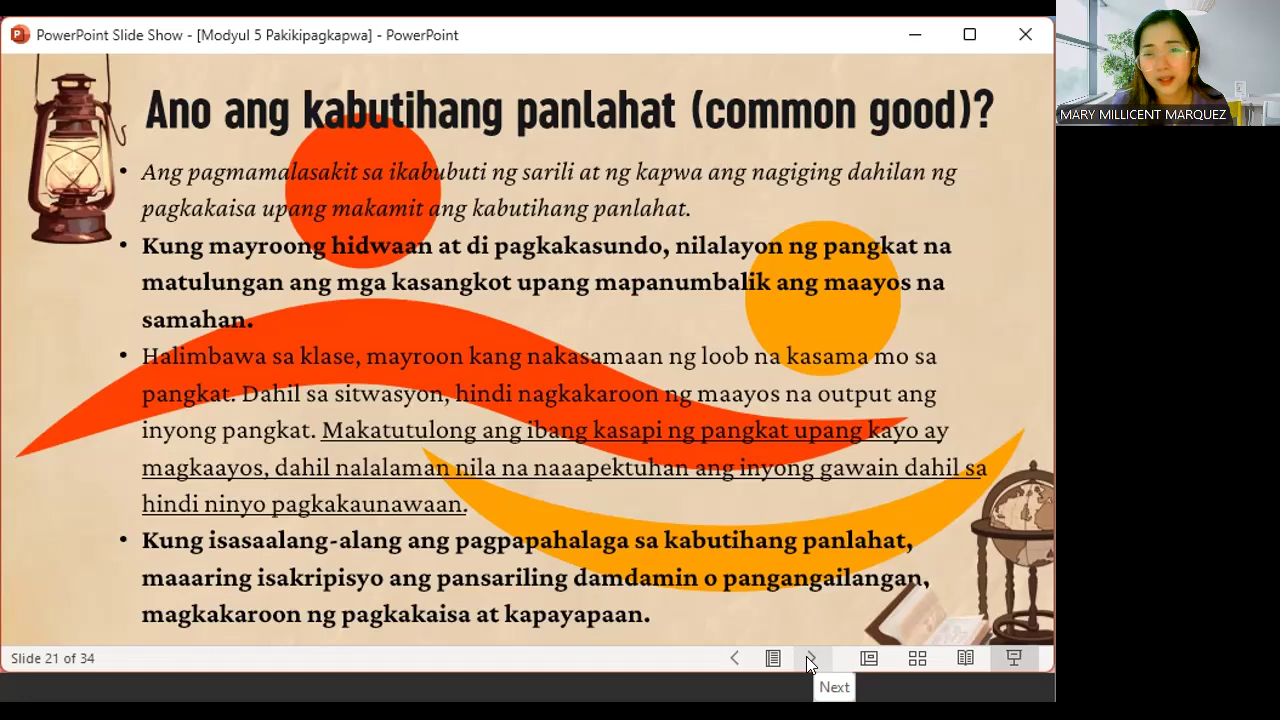 PowerPoint Slide Show - [Modyul 5 Pakikipagkapwa] - PowerPoint
MARY MILLICENT MARQUEZ
Ano ang kabutihang panlahat (common good)?
• Ang pagmamalasakit sa ikabubuti ng sarili at ng kapwa ang nagiging dahilan ng
pagkakaisa upang makamit ang kabutihang panlahat.
• Kung mayroong hidwaan at di pagkakasundo, nilalayon ng pangkat na
matulungan ang mga kasangkot upang mapanumbalik ang maayos na
samahan.
• Halimbawa sa klase, mayroon kang nakasamaan ng loob na kasama mo sa
pangkat. Dahil sa sitwasyon, hindi nagkakaroon ng maayos na output ang
inyong pangkat. Makatutulong ang ibang kasapi ng pangkat upang kayo ay
magkaayos, dahil nalalaman nila na naaapektuhan ang inyong gawain dahil sa
hindi ninyo pagkakaunawaan.
• Kung isasaalang-alang ang pagpapahalaga sa kabutihang panlahat,
maaaring isakripisyo ang pansariling damdamin o pangangailangan,
magkakaroon ng pagkakaisa at kapayapaan.
Slide 21 of 34
Next